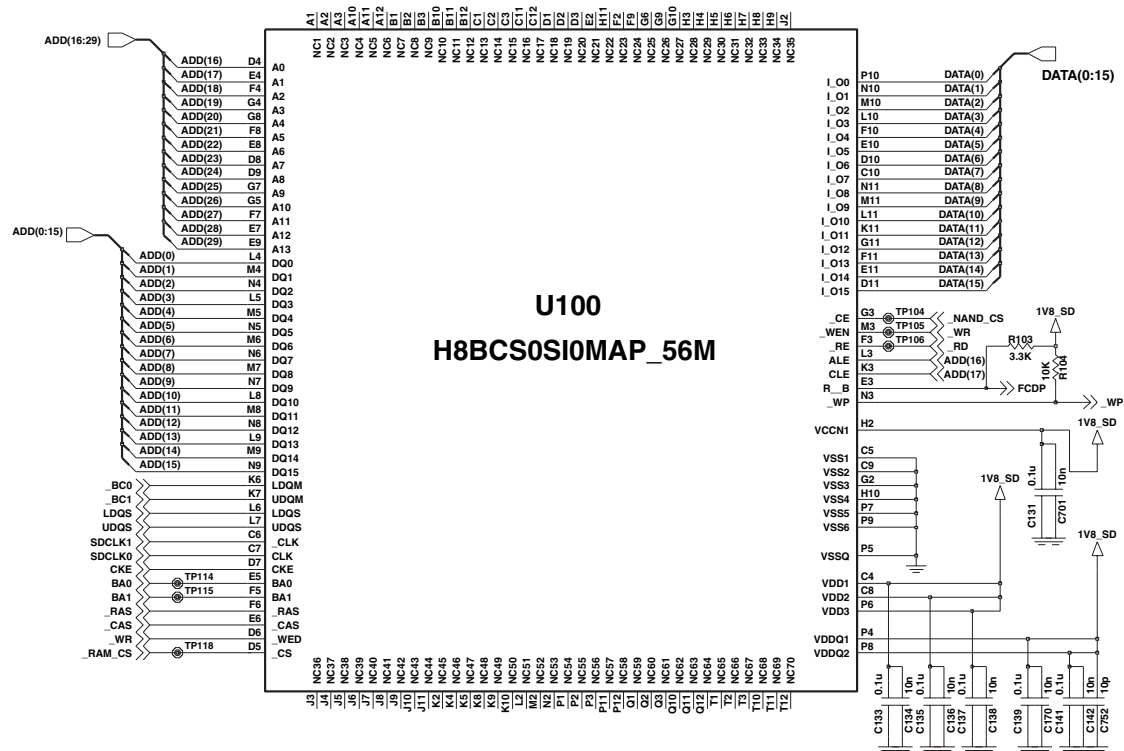 A1 A2 A3 A10 A11 A12 B1 B2 B3 B10 B11 B12 C1 C2 C3 C11 C12 D1 D2 D3 E2 H11 F2 F9 G6 G9 G10 H3 H4 H5 H6 H7 H8 H9 J2
NC1 NC2 NC3 NC4 NC5 NC6 NC7 NC8 NC9 NC10 NC11 NC12 NC13 NC14 NC15 NC16 NC17 NC18 NC19 NC20 NC21 NC22 NC23 NC24 NC25 NC26 NC27 NC28 NC29 NC30 NC31 NC32 NC33 NC34 NC35
ADD(16:29)
ADD(16) D4 A0
ADD(17) E4 A1
ADD(18) F4 A2
ADD(19) G4 A3
ADD(20) G8 A4
ADD(21) F8 A5
ADD(22) E8 A6
ADD(23) D8 A7
ADD(24) D9 A8
ADD(25) G7 A9
ADD(26) G5 A10
ADD(27) F7 A11
ADD(28) E7 A12
ADD(29) E9 A13
ADD(0:15)
ADD(0) L4 DQ0
ADD(1) M4 DQ1
ADD(2) N4 DQ2
ADD(3) L5 DQ3
ADD(4) M5 DQ4
ADD(5) N5 DQ5
ADD(6) M6 DQ6
ADD(7) N6 DQ7
ADD(8) M7 DQ8
ADD(9) N7 DQ9
ADD(10) L8 DQ10
ADD(11) M8 DQ11
ADD(12) N8 DQ12
ADD(13) L9 DQ13
ADD(14) M9 DQ14
ADD(15) N9 DQ15
_BC0 K6 LDQM
_BC1 K7 UDQM
LDQS L6 LDQS
UDQS L7 UDQS
SDCLK1 C6 _CLK
SDCLK0 C7 CLK
CKE D7 CKE
BA0 TP114 E5 BA0
BA1 TP115 F5 BA1
_RAS F6 _RAS
_CAS E6 _CAS
_WR D6 _WED
_RAM_CS TP118 D5 _CS
U100
H8BCS0SI0MAP_56M
DATA(0:15)
I_O0 P10 DATA(0)
I_O1 N10 DATA(1)
I_O2 M10 DATA(2)
I_O3 L10 DATA(3)
I_O4 F10 DATA(4)
I_O5 E10 DATA(5)
I_O6 D10 DATA(6)
I_O7 C10 DATA(7)
I_O8 N11 DATA(8)
I_O9 M11 DATA(9)
I_O10 L11 DATA(10)
I_O11 K11 DATA(11)
I_O12 G11 DATA(12)
I_O13 F11 DATA(13)
I_O14 E11 DATA(14)
I_O15 D11 DATA(15)
_CE G3 TP104 _NAND_CS
_WEN M3 TP105 _WR
_RE F3 TP106 _RD
ALE L3 ADD(16)
CLE K3 ADD(17)
R__B E3 FCDP
_WP N3 _WP
1V8_SD
R103
3.3K
10K
R104
VCCN1 H2
1V8_SD
0.1u 10n
C131 C701
VSS1 C5
VSS2 C9
VSS3 G2
VSS4 H10
VSS5 P7
VSS6 P9
VSSQ P5
1V8_SD
VDD1 C4
VDD2 C8
VDD3 P6
1V8_SD
VDDQ1 P4
VDDQ2 P8
0.1u 10n 0.1u 10n 0.1u 10n 0.1u 10n 0.1u 10n 10p
C133 C134 C135 C136 C137 C138 C139 C170 C141 C142 C752
NC36 NC37 NC38 NC39 NC40 NC41 NC42 NC43 NC44 NC45 NC46 NC47 NC48 NC49 NC50 NC51 NC52 NC53 NC54 NC55 NC56 NC57 NC58 NC59 NC60 NC61 NC62 NC63 NC64 NC65 NC66 NC67 NC68 NC69 NC70
J3 J4 J5 J6 J7 J8 J9 J10 J11 K2 K4 K5 K8 K9 K10 L2 M2 N2 P1 P2 P3 P11 P12 Q1 Q2 Q3 Q10 Q11 Q12 T1 T2 T3 T10 T11 T12